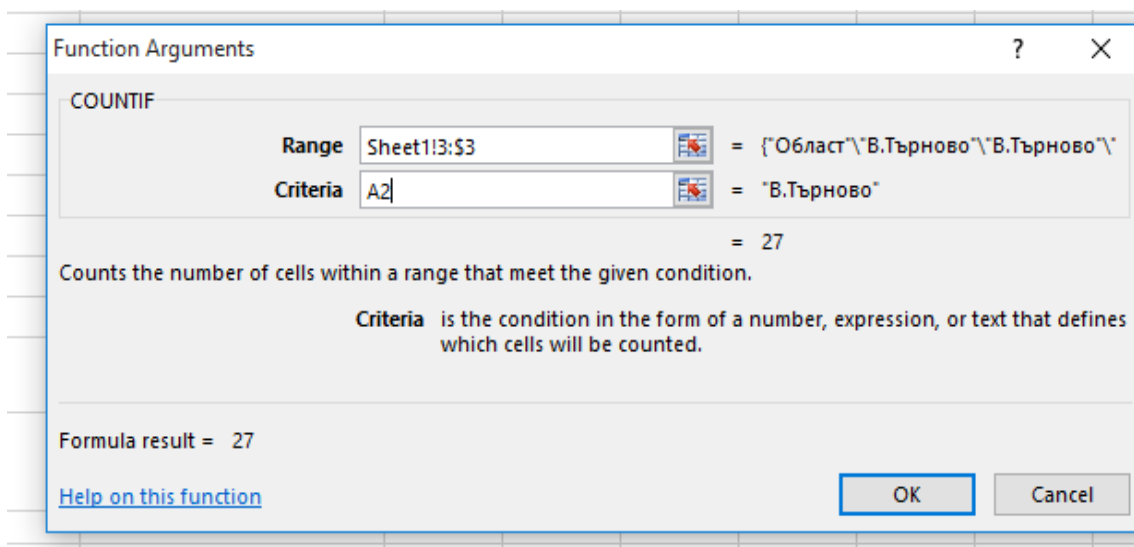 Function Arguments ? X
COUNTIF
Range Sheet1!3:$3 = {"Област"\"В.Търново"\"В.Търново"\"
Criteria A2 = "В.Търново"
= 27
Counts the number of cells within a range that meet the given condition.
Criteria is the condition in the form of a number, expression, or text that defines
which cells will be counted.
Formula result = 27
Help on this function OK Cancel